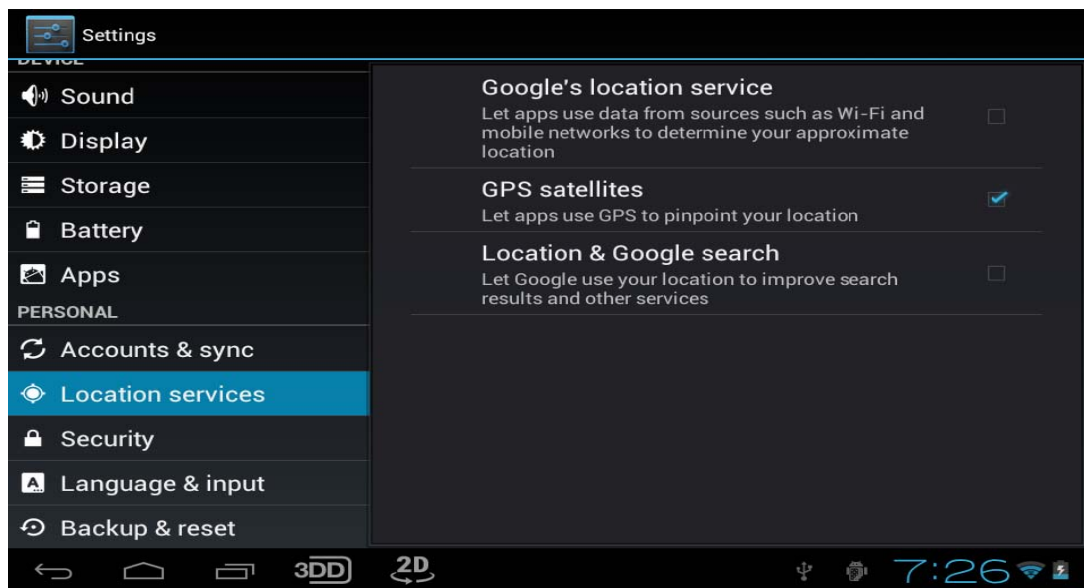 Settings
DEVICE
Sound
Display
Storage
Battery
Apps
PERSONAL
Accounts & sync
Location services
Security
Language & input
Backup & reset
Google's location service
Let apps use data from sources such as Wi-Fi and
mobile networks to determine your approximate
location
GPS satellites
Let apps use GPS to pinpoint your location
Location & Google search
Let Google use your location to improve search
results and other services
3DD
2D
7:26